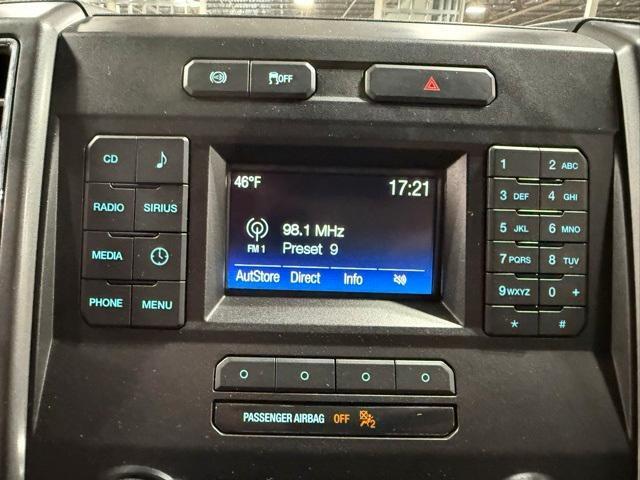 OFF
46°F
17:21
98.1 MHz
FM 1
Preset 9
AutStore Direct Info
CD
RADIO SIRIUS
MEDIA
PHONE MENU
1 2 ABC
3 DEF 4 GHI
5 JKL 6 MNO
7 PQRS 8 TUV
9 WXYZ 0 +
* #
PASSENGER AIRBAG OFF 2